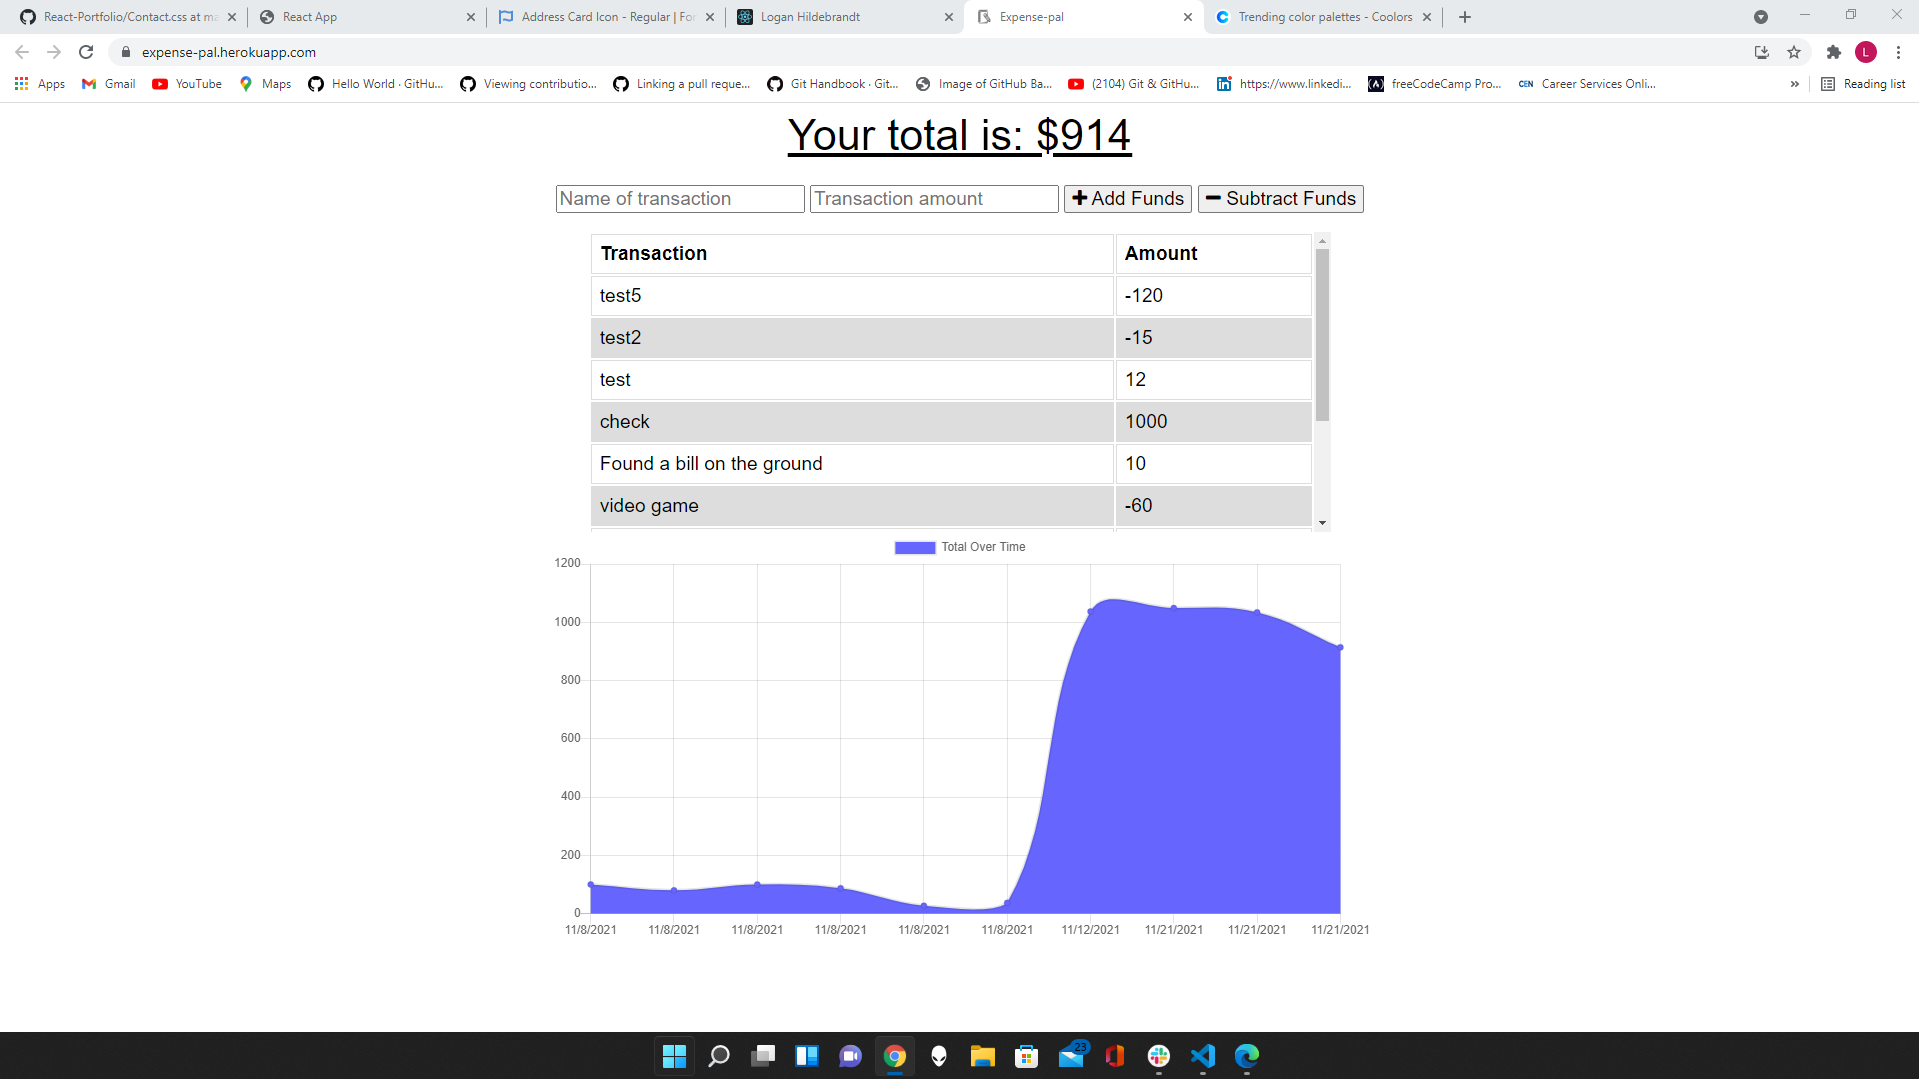 React-Portfolio/Contact.css at ma
React App
Address Card Icon - Regular | For
Logan Hildebrandt
Expense-pal
Trending color palettes - Coolors
expense-pal.herokuapp.com
L
Apps
Gmail
YouTube
Maps
Hello World · GitHu...
Viewing contributio...
Linking a pull reque...
Git Handbook · Git...
Image of GitHub Ba...
(2104) Git & GitHu...
https://www.linkedi...
freeCodeCamp Pro...
CEN Career Services Onli...
» Reading list
Your total is: $914
Name of transaction Transaction amount Add Funds Subtract Funds
Transaction Amount
test5 -120
test2 -15
test 12
check 1000
Found a bill on the ground 10
video game -60
Total Over Time
1200
1000
800
600
400
200
0
11/8/2021 11/8/2021 11/8/2021 11/8/2021 11/8/2021 11/8/2021 11/12/2021 11/21/2021 11/21/2021 11/21/2021
23